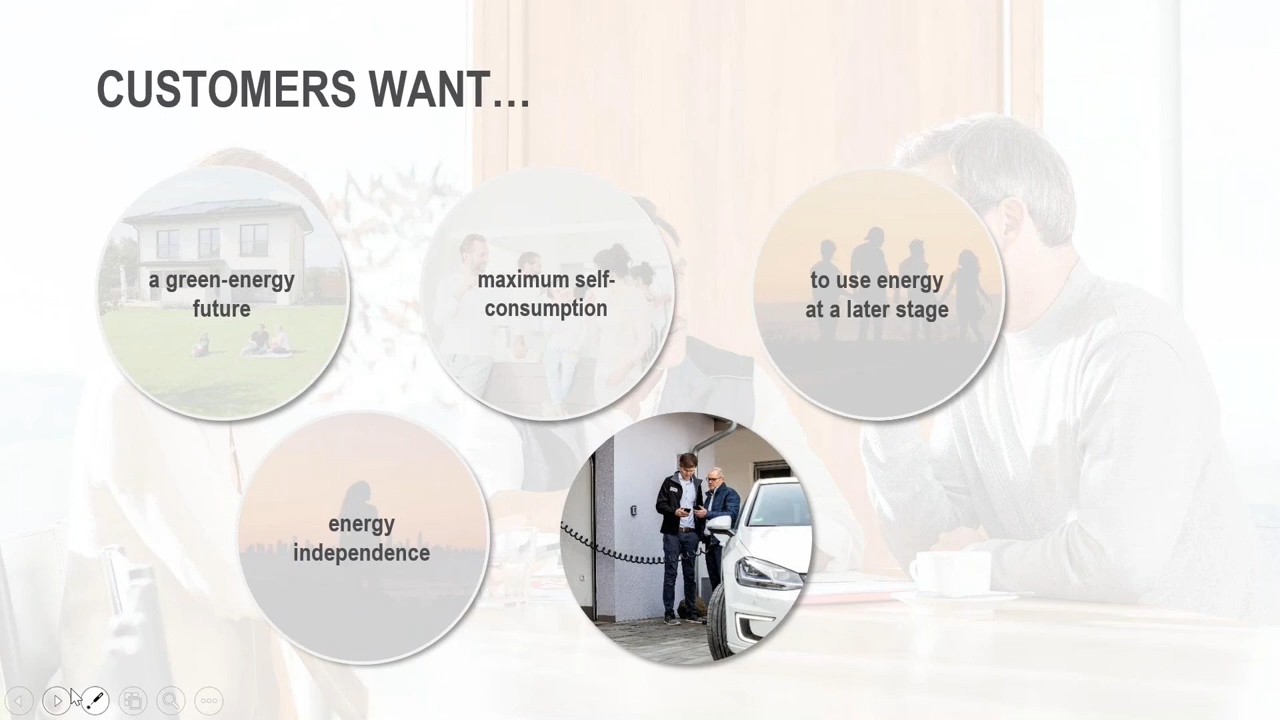 CUSTOMERS WANT…
a green-energy
future
maximum self-
consumption
to use energy
at a later stage
energy
independence